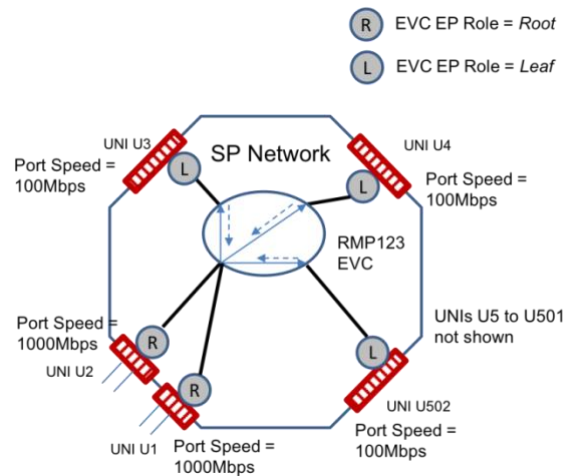 R EVC EP Role = Root
L EVC EP Role = Leaf
UNI U3
SP Network
UNI U4
Port Speed =
100Mbps
L
L
Port Speed =
100Mbps
RMP123
EVC
UNIs U5 to U501
not shown
Port Speed =
1000Mbps
R
UNI U2
R
L
UNI U502
UNI U1
Port Speed =
1000Mbps
Port Speed =
100Mbps